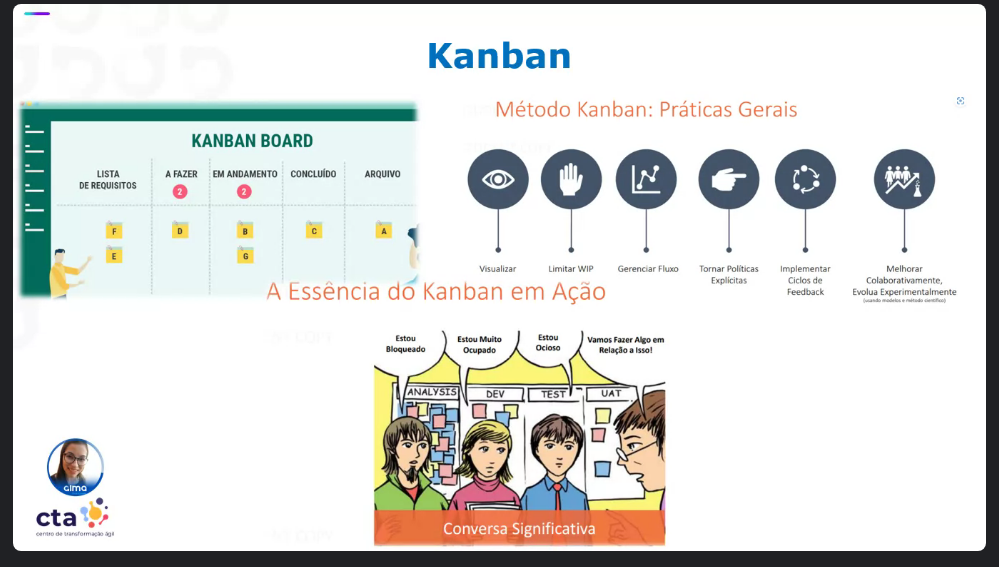 Kanban
KANBAN BOARD
LISTA
DE REQUISITOS
A FAZER
2
EM ANDAMENTO
2
CONCLUÍDO
ARQUIVO
F
D
B
C
A
E
G
Método Kanban: Práticas Gerais
Visualizar
Limitar WIP
Gerenciar Fluxo
Tornar Políticas
Explícitas
Implementar
Ciclos de
Feedback
Melhorar
Colaborativamente,
Evolua Experimentalmente
(usando modelos e método científico)
A Essência do Kanban em Ação
Estou
Bloqueado
Estou Muito
Ocupado
Estou
Ocioso
Vamos Fazer Algo em
Relação a Isso!
ANALYSIS
DEV
TEST
UAT
Conversa Significativa
cta
centro de transformação ágil